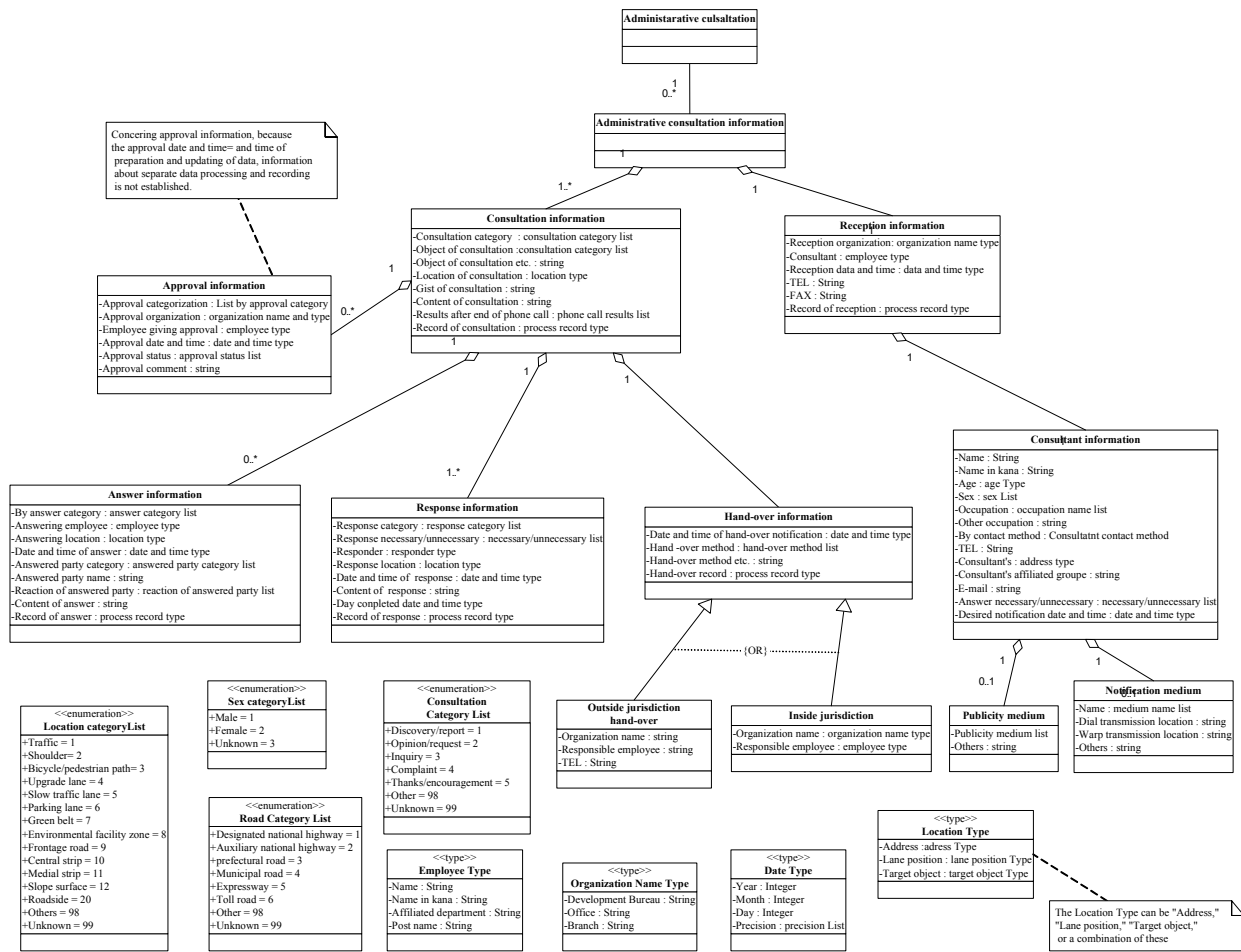 Administarative culsaltation
1
1
0..*
Administrative consultation information
1
1..*
1
Concering approval information, because
the approval date and time= and time of
preparation and updating of data, information
about separate data processing and recording
is not established.
Consultation information
-Consultation category : consultation category list
-Object of consultation :consultation category list
-Object of consultation etc. : string
-Location of consultation : location type
-Gist of consultation : string
-Content of consultation : string
-Results after end of phone call : phone call results list
-Record of consultation : process record type
1
1
1
1
0..*
Reception information
1
-Reception organization: organization name type
-Consultant : employee type
-Reception data and time : data and time type
-TEL : String
-FAX : String
-Record of reception : process record type
1
Approval information
-Approval categorization : List by approval category
-Approval organization : organization name and type
-Employee giving approval : employee type
-Approval date and time : date and time type
-Approval status : approval status list
-Approval comment : string
0..*
1..*
Answer information
-By answer category : answer category list
-Answering employee : employee type
-Answering location : location type
-Date and time of answer : date and time type
-Answered party category : answered party category list
-Answered party name : string
-Reaction of answered party : reaction of answered party list
-Content of answer : string
-Record of answer : process record type
Response information
-Response category : response category list
-Response necessary/unnecessary : necessary/unnecessary list
-Responder : responder type
-Response location : location type
-Date and time of response : date and time type
-Content of response : string
-Day completed date and time type
-Record of response : process record type
Hand-over information
-Date and time of hand-over notification : date and time type
-Hand -over method : hand-over method list
-Hand-over method etc. : string
-Hand-over record : process record type
Consultant information
1
-Name : String
-Name in kana : String
-Age : age Type
-Sex : sex List
-Occupation : occupation name list
-Other occupation : string
-By contact method : Consultatnt contact method
-TEL : String
-Consultant's : address type
-Consultant's affiliated groupe : string
-E-mail : string
-Answer necessary/unnecessary : necessary/unnecessary list
-Desired notification date and time : date and time type
{OR}
1
1
0..1
0..1
Outside jurisdiction
hand-over
-Organization name : string
-Responsible employee : string
-TEL : String
Inside jurisdiction
-Organization name : organization name type
-Responsible employee : employee type
Publicity medium
-Publicity medium list
-Others : string
Notification medium
-Name : medium name list
-Dial transmission location : string
-Warp transmission location : string
-Others : string
<<enumeration>>
Location categoryList
+Traffic = 1
+Shoulder= 2
+Bicycle/pedestrian path= 3
+Upgrade lane = 4
+Slow traffic lane = 5
+Parking lane = 6
+Green belt = 7
+Environmental facility zone = 8
+Frontage road = 9
+Central strip = 10
+Medial strip = 11
+Slope surface = 12
+Roadside = 20
+Others = 98
+Unknown = 99
<<enumeration>>
Sex categoryList
+Male = 1
+Female = 2
+Unknown = 3
<<enumeration>>
Consultation
Category List
+Discovery/report = 1
+Opinion/request = 2
+Inquiry = 3
+Complaint = 4
+Thanks/encouragement = 5
+Other = 98
+Unknown = 99
<<enumeration>>
Road Category List
+Designated national highway = 1
+Auxiliary national highway = 2
+prefectural road = 3
+Municipal road = 4
+Expressway = 5
+Toll road = 6
+Other = 98
+Unknown = 99
<<type>>
Employee Type
-Name : String
-Name in kana : String
-Affiliated department : String
-Post name : String
<<type>>
Organization Name Type
-Development Bureau : String
-Office : String
-Branch : String
<<type>>
Date Type
-Year : Integer
-Month : Integer
-Day : Integer
-Precision : precision List
<<type>>
Location Type
-Address :adress Type
-Lane position : lane position Type
-Target object : target object Type
The Location Type can be "Address,"
"Lane position," "Target object,"
or a combination of these